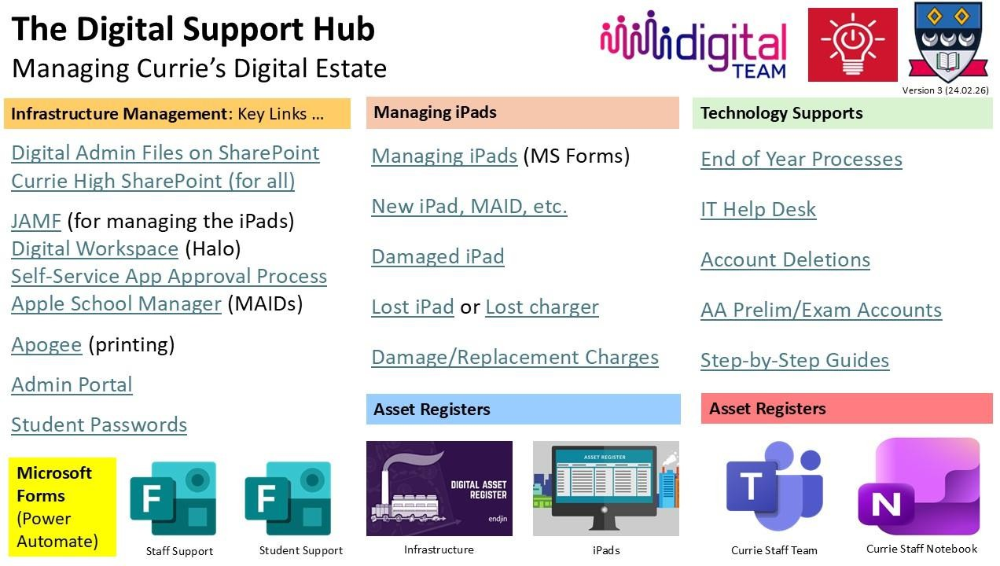 The Digital Support Hub
Managing Currie's Digital Estate
digital
TEAM
Version 3 (24.02.26)
Infrastructure Management: Key Links ...
Digital Admin Files on SharePoint
Currie High SharePoint (for all)
JAMF (for managing the iPads)
Digital Workspace (Halo)
Self-Service App Approval Process
Apple School Manager (MAIDs)
Apogee (printing)
Admin Portal
Student Passwords
Microsoft
Forms
(Power
Automate)
F
Staff Support
F
Student Support
Managing iPads
Managing iPads (MS Forms)
New iPad, MAID, etc.
Damaged iPad
Lost iPad or Lost charger
Damage/Replacement Charges
Asset Registers
DIGITAL ASSET
REGISTER
endjin
Infrastructure
ASSET REGISTER
iPads
Technology Supports
End of Year Processes
IT Help Desk
Account Deletions
AA Prelim/Exam Accounts
Step-by-Step Guides
Asset Registers
T
Currie Staff Team
N
Currie Staff Notebook